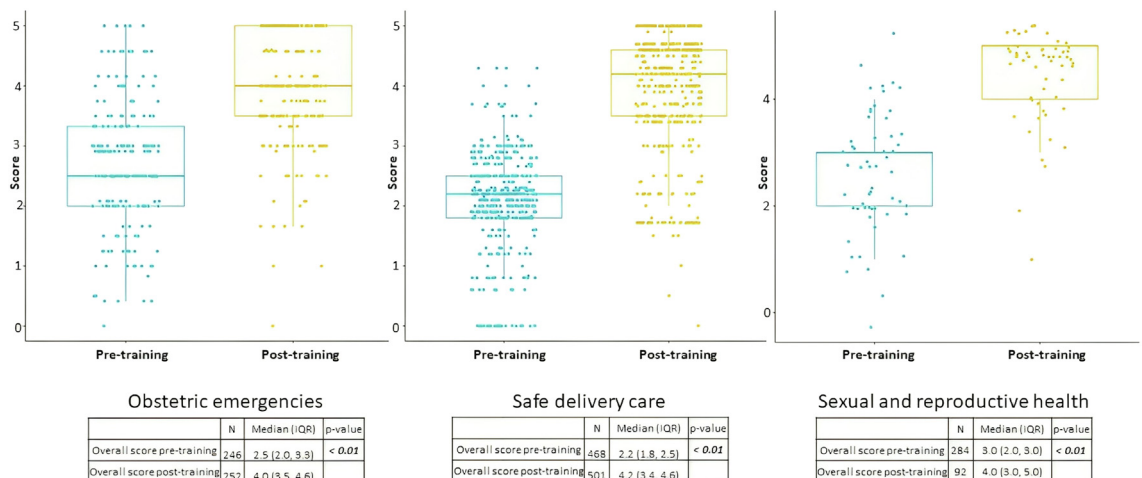 5
4
3
2
1
0
Score
Pre-training
Post-training
5
4
3
2
1
0
Score
Pre-training
Post-training
4
2
0
Score
Pre-training
Post-training
Obstetric emergencies
N Median (IQR) p-value
Overall score pre-training 246 2.5 (2.0, 3.3) < 0.01
Overall score post-training 252 4.0 (3.5, 4.6)
Safe delivery care
N Median (IQR) p-value
Overall score pre-training 468 2.2 (1.8, 2.5) < 0.01
Overall score post-training 501 4.2 (3.4, 4.6)
Sexual and reproductive health
N Median (IQR) p-value
Overall score pre-training 284 3.0 (2.0, 3.0) < 0.01
Overall score post-training 92 4.0 (3.0, 5.0)